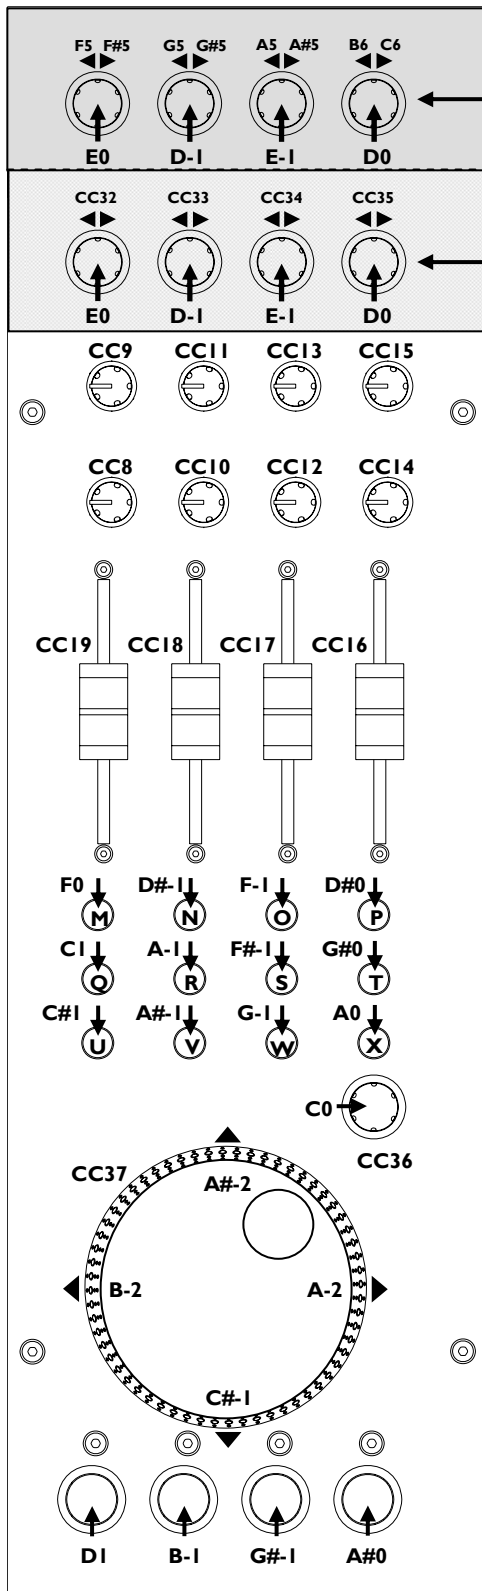 F5 F#5 G5 G#5 A5 A#5 B6 C6
E0 D-1 E-1 D0
CC32 CC33 CC34 CC35
E0 D-1 E-1 D0
CC9 CC11 CC13 CC15
CC8 CC10 CC12 CC14
CC19 CC18 CC17 CC16
F0 D#-1 F-1 D#0
M N O P
C1 A-1 F#-1 G#0
Q R S T
C#1 A#-1 G-1 A0
U V W X
C0
CC36
CC37
A#-2
B-2 A-2
C#-1
D1 B-1 G#-1 A#0